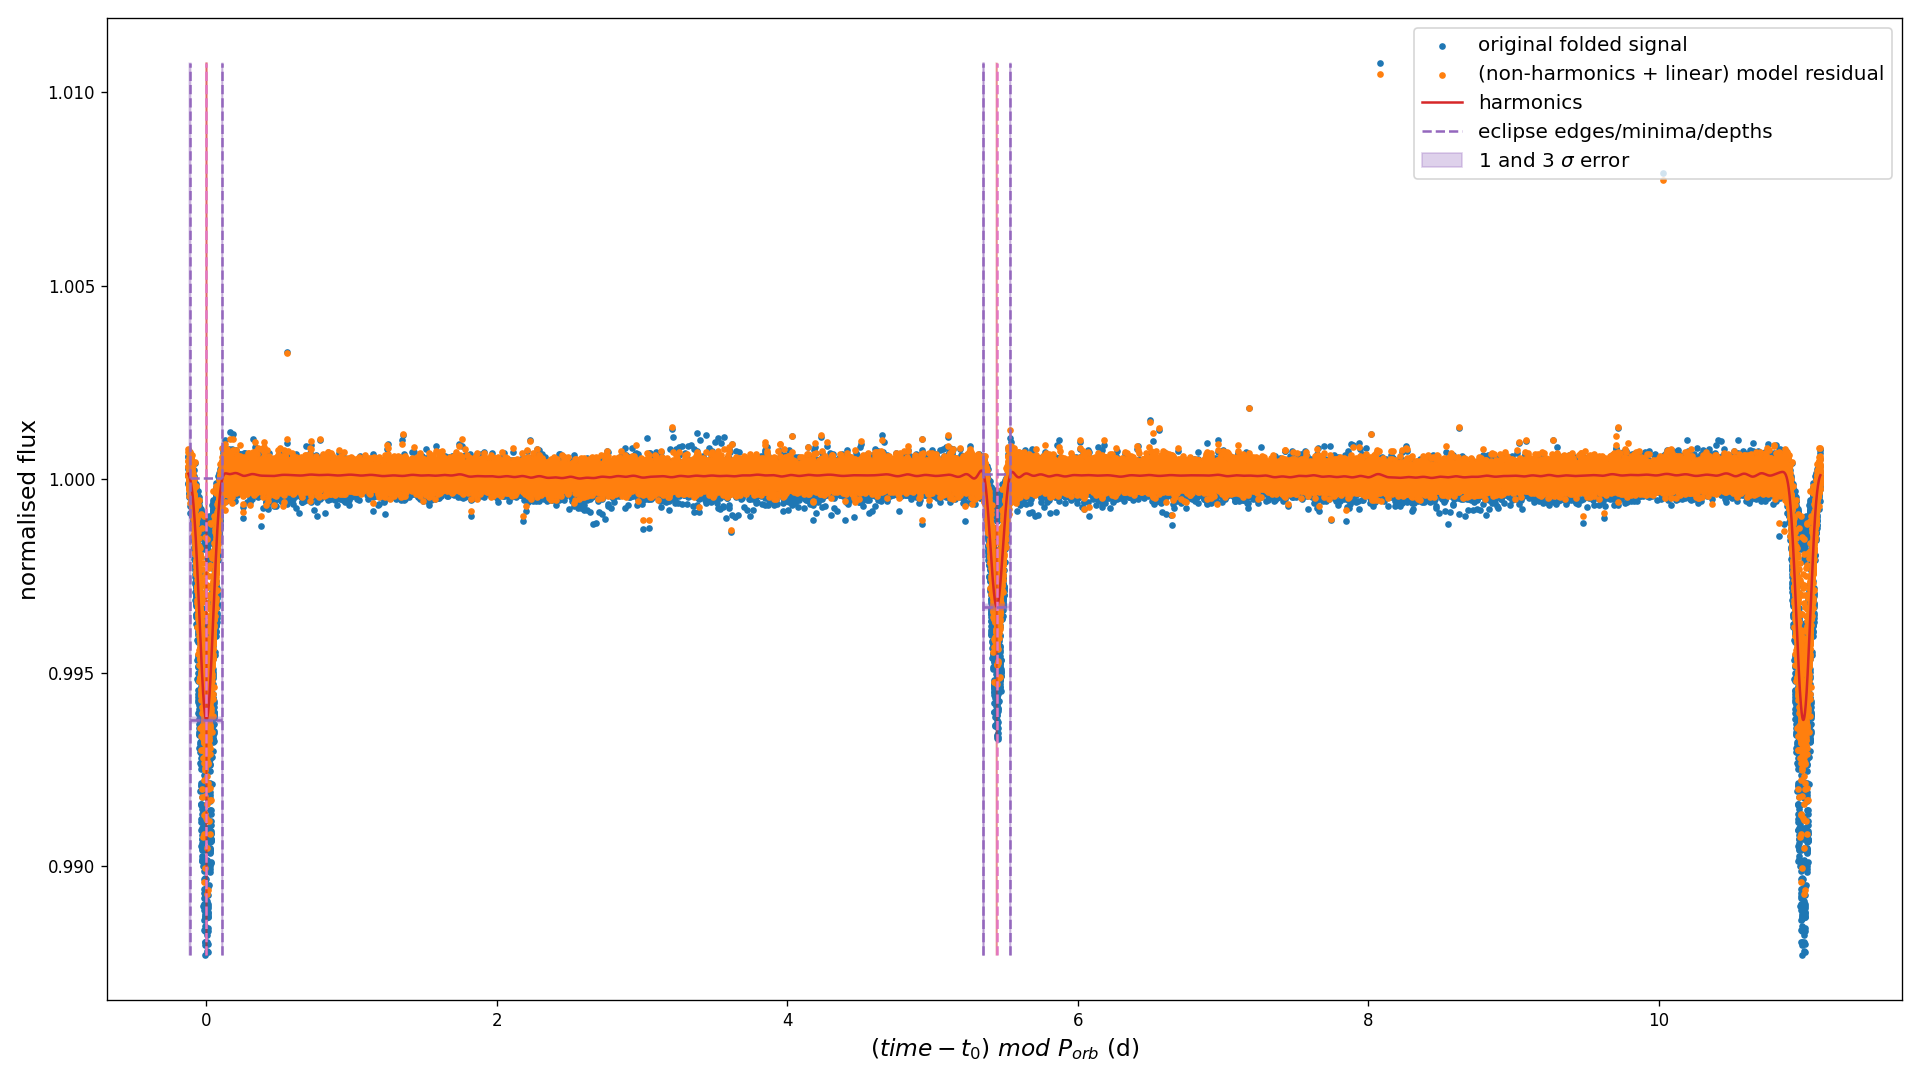 original folded signal
(non-harmonics + linear) model residual
harmonics
eclipse edges/minima/depths
1 and 3 σ error
normalised flux
1.010
1.005
1.000
0.995
0.990
0 2 4 6 8 10
(time − t₀) mod Pₒᵣb (d)